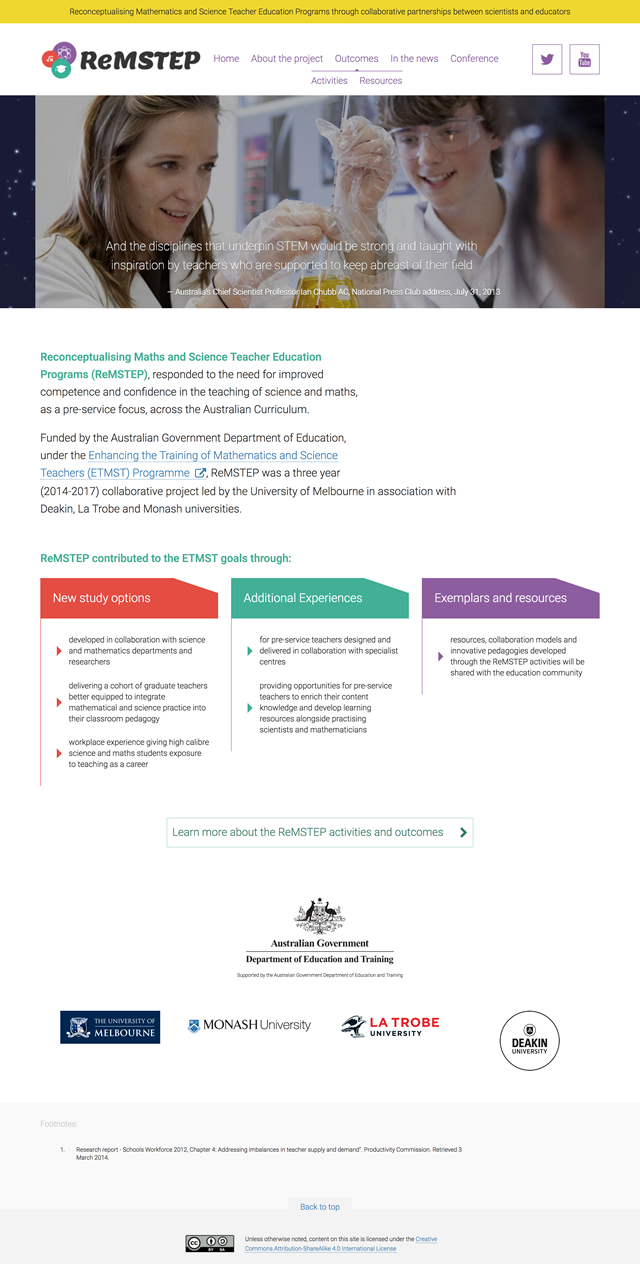 Reconceptualising Mathematics and Science Teacher Education Programs through collaborative partnerships between scientists and educators
ReMSTEP
Home About the project Outcomes In the news Conference
Activities Resources
You
Tube
And the disciplines that underpin STEM would be strong and taught with
inspiration by teachers who are supported to keep abreast of their field
— Australia's Chief Scientist Professor Ian Chubb AC, National Press Club address, July 31, 2013
Reconceptualising Maths and Science Teacher Education
Programs (ReMSTEP), responded to the need for improved
competence and confidence in the teaching of science and maths,
as a pre-service focus, across the Australian Curriculum.
Funded by the Australian Government Department of Education,
under the Enhancing the Training of Mathematics and Science
Teachers (ETMST) Programme , ReMSTEP was a three year
(2014-2017) collaborative project led by the University of Melbourne in association with
Deakin, La Trobe and Monash universities.
ReMSTEP contributed to the ETMST goals through:
New study options
developed in collaboration with science
and mathematics departments and
researchers
delivering a cohort of graduate teachers
better equipped to integrate
mathematical and science practice into
their classroom pedagogy
workplace experience giving high calibre
science and maths students exposure
to teaching as a career
Additional Experiences
for pre-service teachers designed and
delivered in collaboration with specialist
centres
providing opportunities for pre-service
teachers to enrich their content
knowledge and develop learning
resources alongside practising
scientists and mathematicians
Exemplars and resources
resources, collaboration models and
innovative pedagogies developed
through the ReMSTEP activities will be
shared with the education community
Learn more about the ReMSTEP activities and outcomes
Australian Government
Department of Education and Training
Supported by the Australian Government Department of Education and Training
THE UNIVERSITY OF
MELBOURNE
MONASH University
LA TROBE
UNIVERSITY
DEAKIN
UNIVERSITY
Footnotes:
1. Research report - Schools Workforce 2012, Chapter 4: Addressing imbalances in teacher supply and demand". Productivity Commission. Retrieved 3
March 2014.
Back to top
cc BY SA
Unless otherwise noted, content on this site is licensed under the Creative
Commons Attribution-ShareAlike 4.0 International License